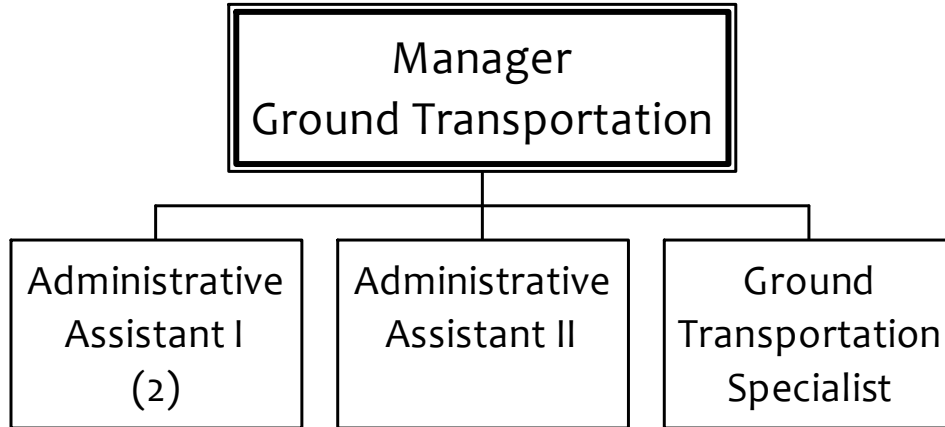 Manager
Ground Transportation
Administrative
Assistant I
(2)
Administrative
Assistant II
Ground
Transportation
Specialist